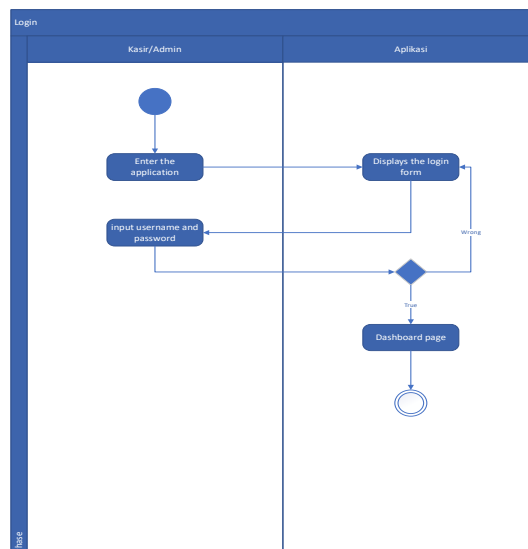 Login
Kasir/Admin
Aplikasi
Enter the
application
Displays the login
form
input username and
password
Wrong
True
Dashboard page
hase